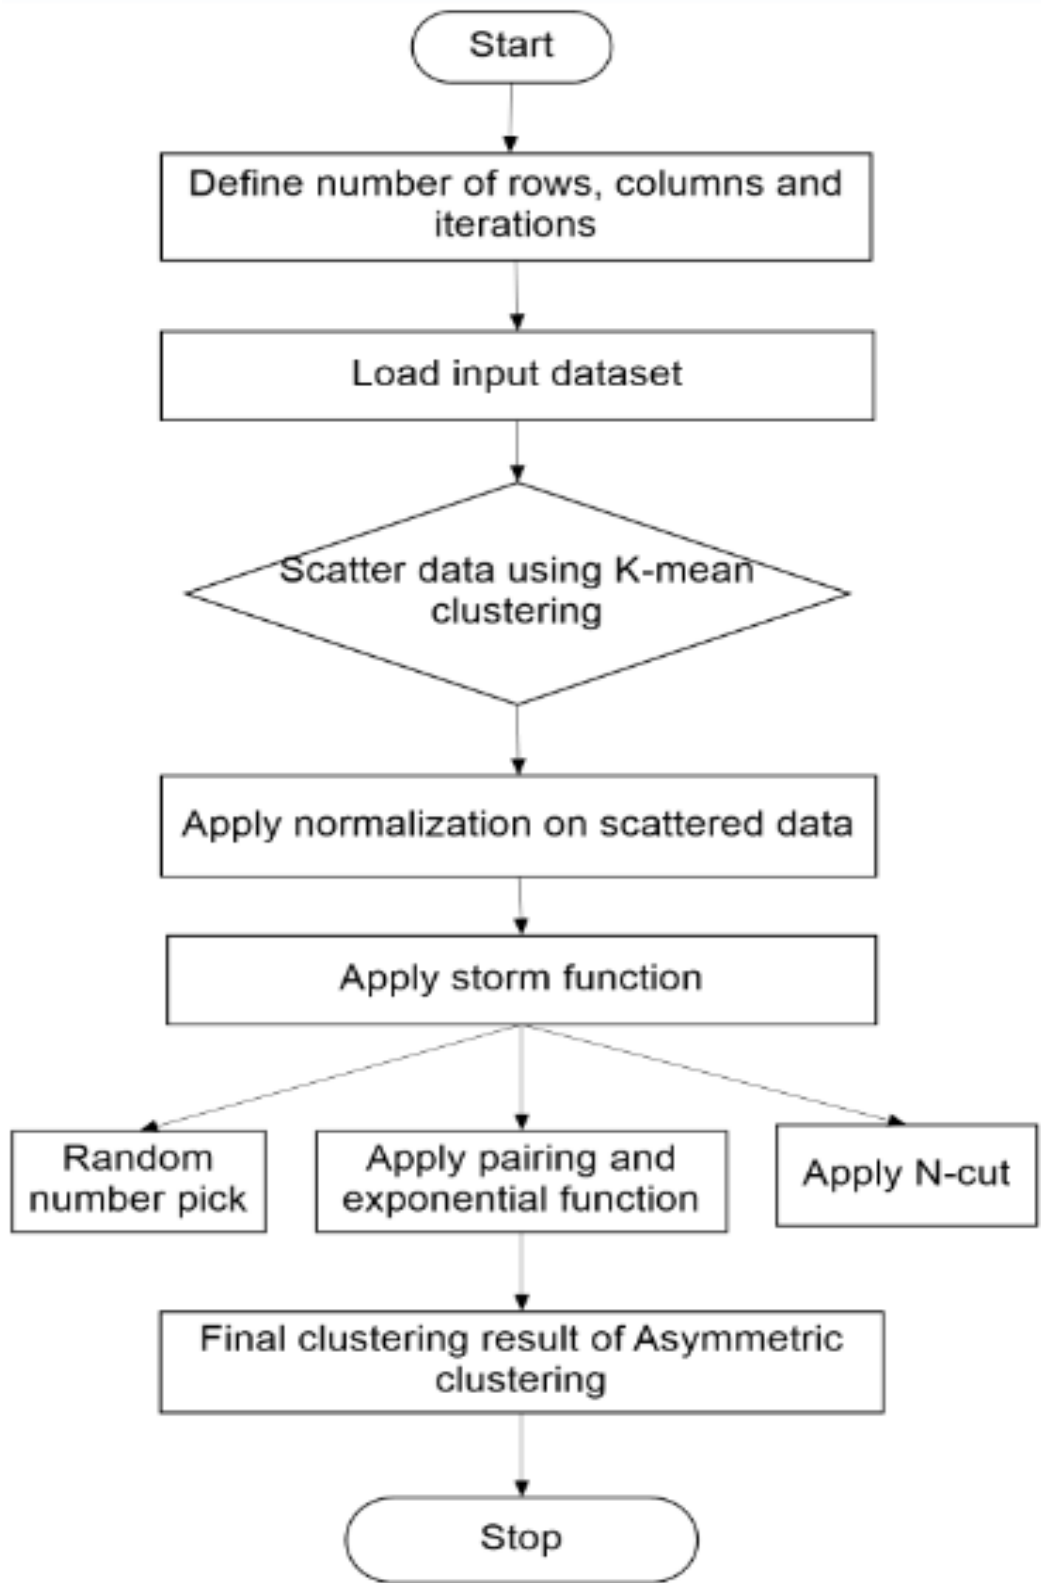 Start
Define number of rows, columns and
iterations
Load input dataset
Scatter data using K-mean
clustering
Apply normalization on scattered data
Apply storm function
Random
number pick
Apply pairing and
exponential function
Apply N-cut
Final clustering result of Asymmetric
clustering
Stop